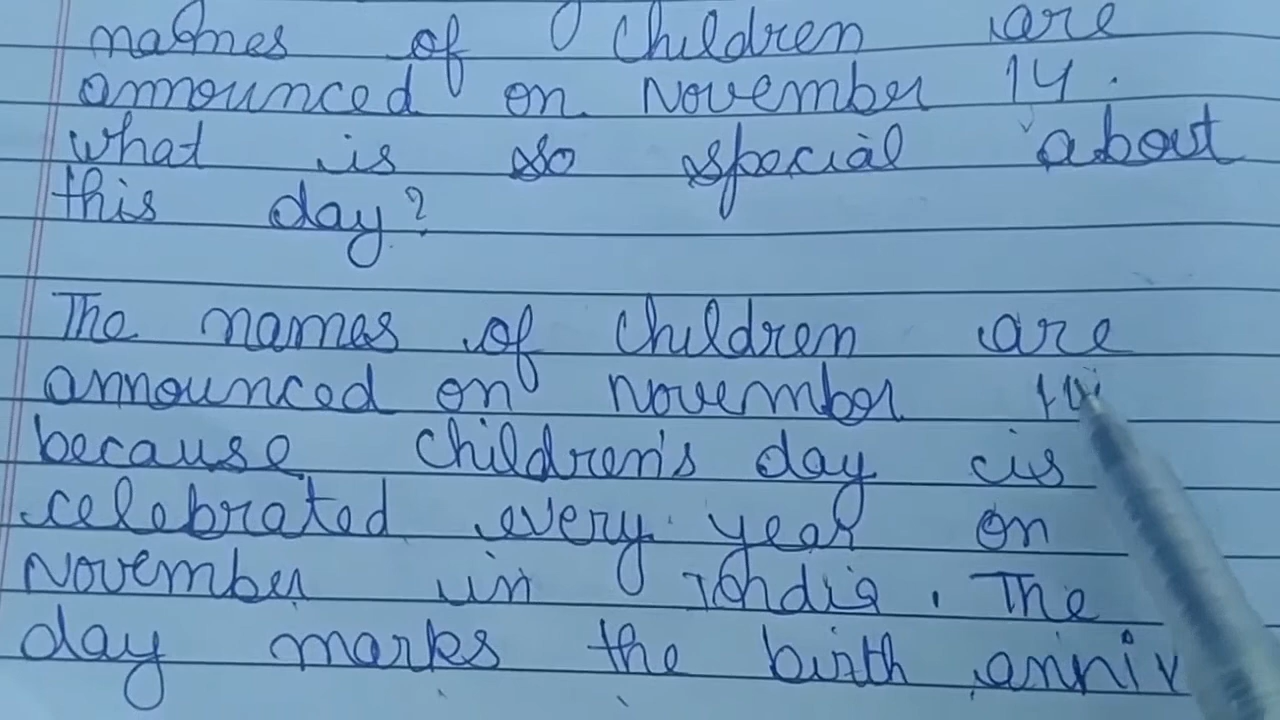 names of children are
announced on November 14.
what is so special about
this day?
The names of children are
announced on November 14
because children's day is
celebrated every year on
November in India. The
day marks the birth anniv